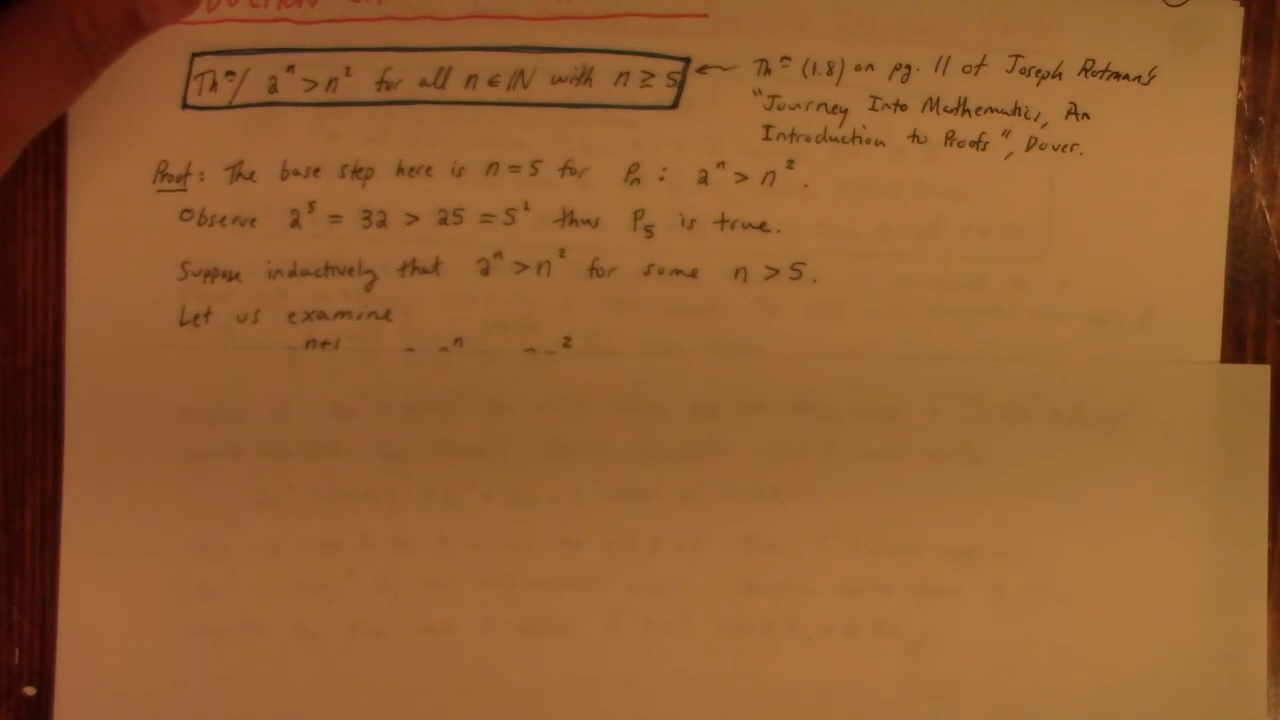 Thm/ 2ⁿ > n² for all n ∈ ℕ with n ≥ 5
← Thm (1.8) on pg. 11 of Joseph Rotman's
"Journey Into Mathematics, An
Introduction to Proofs", Dover.
Proof: The base step here is n = 5 for Pₙ : 2ⁿ > n².
Observe 2⁵ = 32 > 25 = 5² thus P₅ is true.
Suppose inductively that 2ⁿ > n² for some n > 5.
Let us examine
n+1 n 2